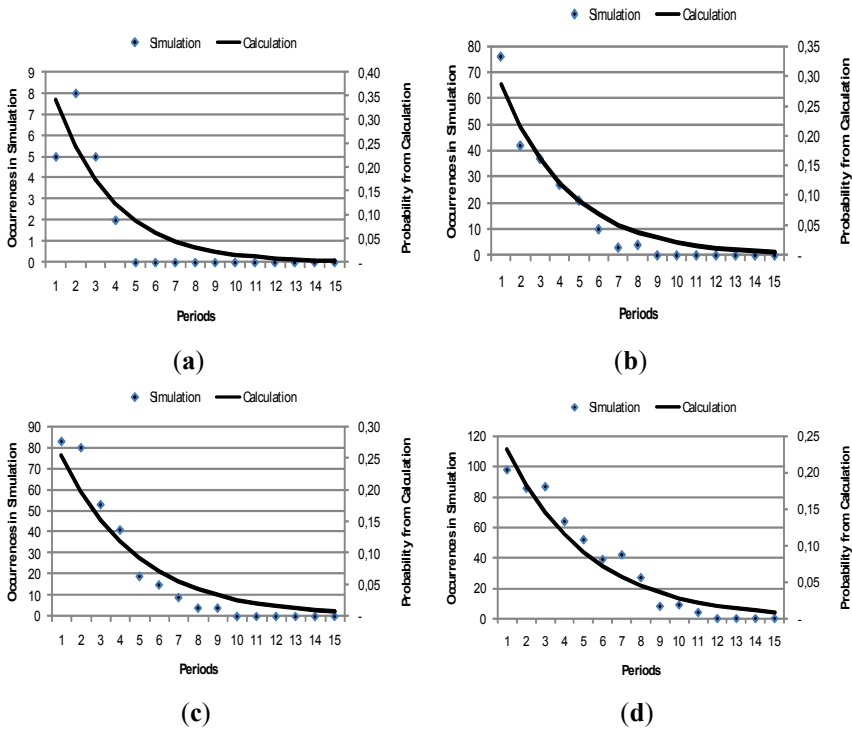 Simulation Calculation
Occurrences in Simulation
9
8
7
6
5
4
3
2
1
0
0,40
0,35
0,30
0,25
0,20
0,15
0,10
0,05
-
Probability from Calculation
1 2 3 4 5 6 7 8 9 10 11 12 13 14 15
Periods
(a)
Simulation Calculation
Occurrences in Simulation
80
70
60
50
40
30
20
10
0
0,35
0,30
0,25
0,20
0,15
0,10
0,05
-
Probability from Calculation
1 2 3 4 5 6 7 8 9 10 11 12 13 14 15
Periods
(b)
Simulation Calculation
Occurrences in Simulation
90
80
70
60
50
40
30
20
10
0
0,30
0,25
0,20
0,15
0,10
0,05
-
Probability from Calculation
1 2 3 4 5 6 7 8 9 10 11 12 13 14 15
Periods
(c)
Simulation Calculation
Occurrences in Simulation
120
100
80
60
40
20
0
0,25
0,20
0,15
0,10
0,05
-
Probability from Calculation
1 2 3 4 5 6 7 8 9 10 11 12 13 14 15
Periods
(d)